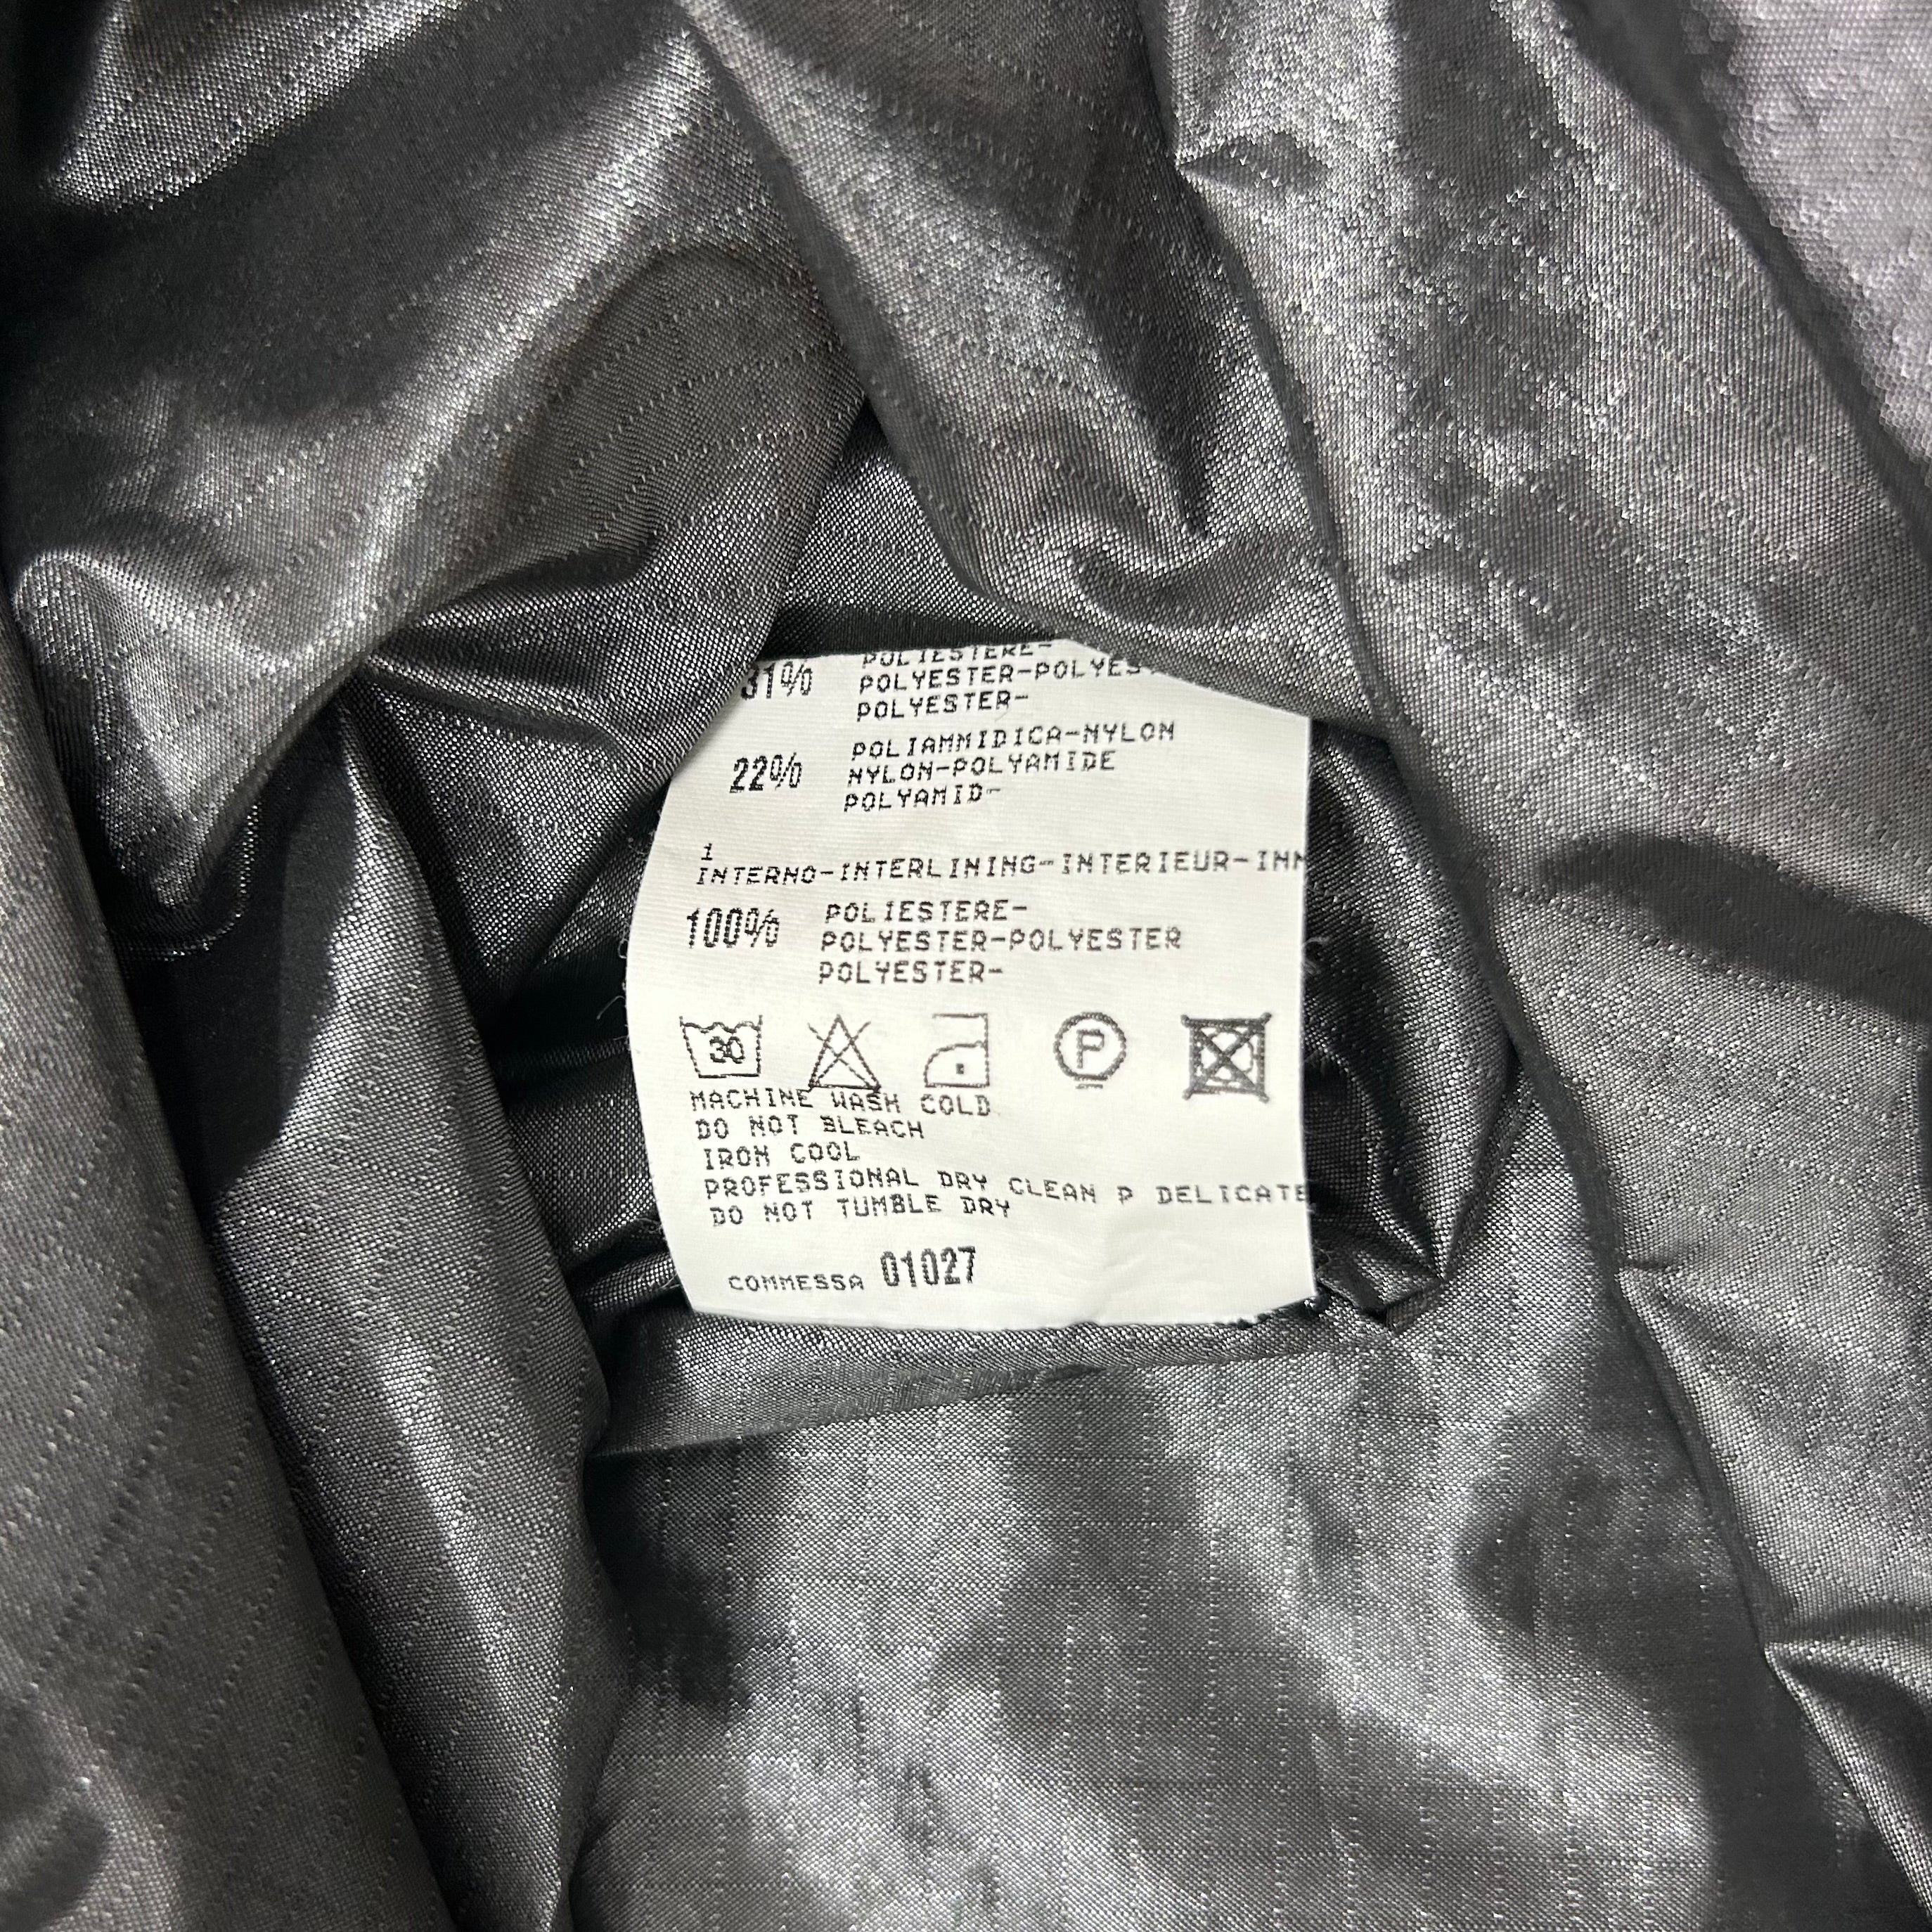 POLIESTERE-
31% POLYESTER-POLYES
POLYESTER-
POLIAMMIDICA-NYLON
22% NYLON-POLYAMIDE
POLYAMID-
1
INTERNO-INTERLINING-INTERIEUR-INN
POLIESTERE-
100% POLYESTER-POLYESTER
POLYESTER-
30 P
MACHINE WASH COLD
DO NOT BLEACH
IRON COOL
PROFESSIONAL DRY CLEAN P DELICATE
DO NOT TUMBLE DRY
COMMESSA 01027